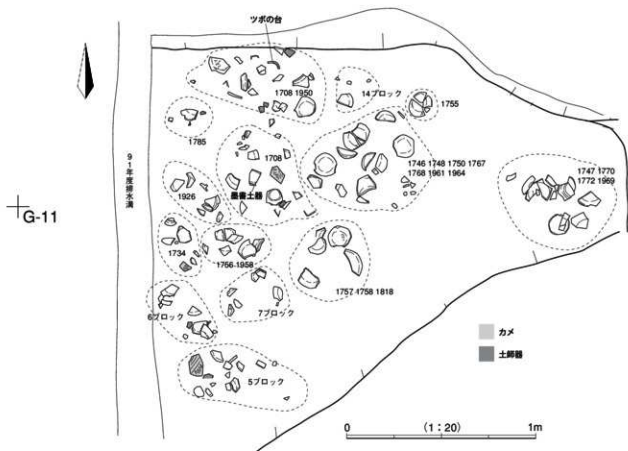 ツボの台
1708 1950
14ブロック
1755
1785
1708
1746 1748 1750 1767
1768 1961 1964
1747 1770
1772 1969
91年度排水溝
1926
墨書土器
G-11
1734
1756 1958
1757 1758 1818
6ブロック
7ブロック
5ブロック
カメ
土師器
0
(1:20)
1m